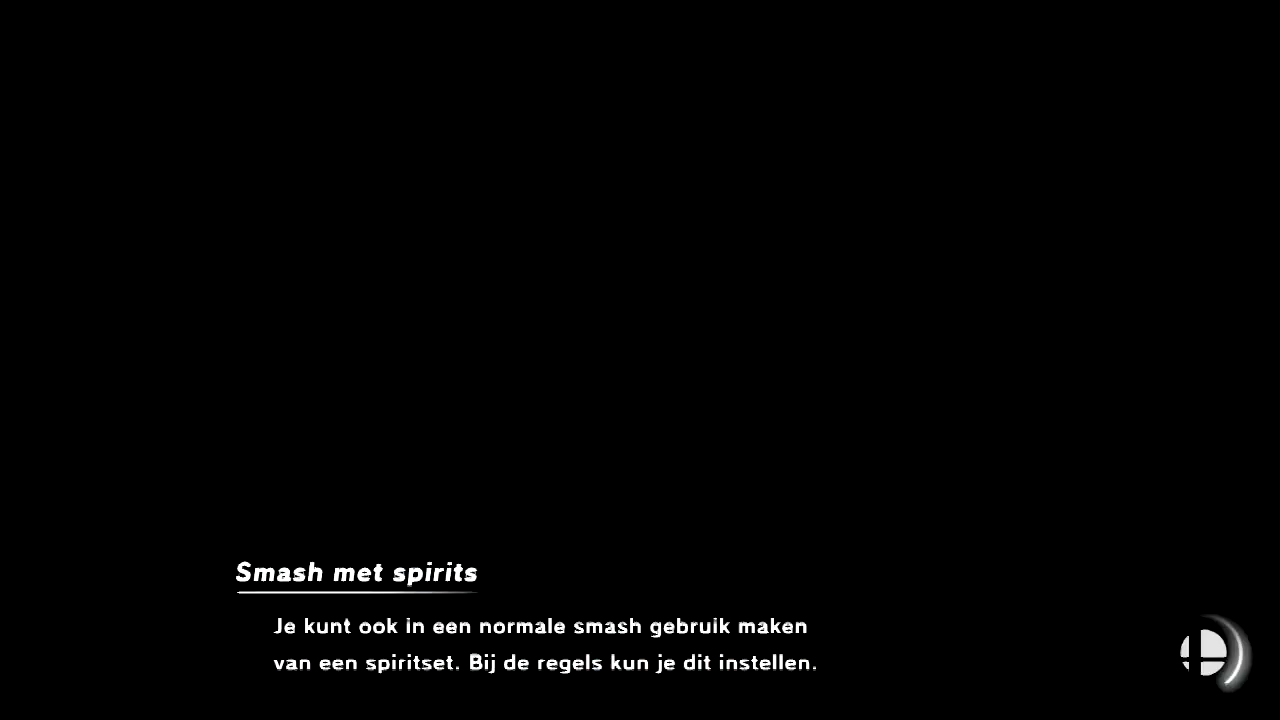 Smash met spirits
Je kunt ook in een normale smash gebruik maken
van een spiritset. Bij de regels kun je dit instellen.